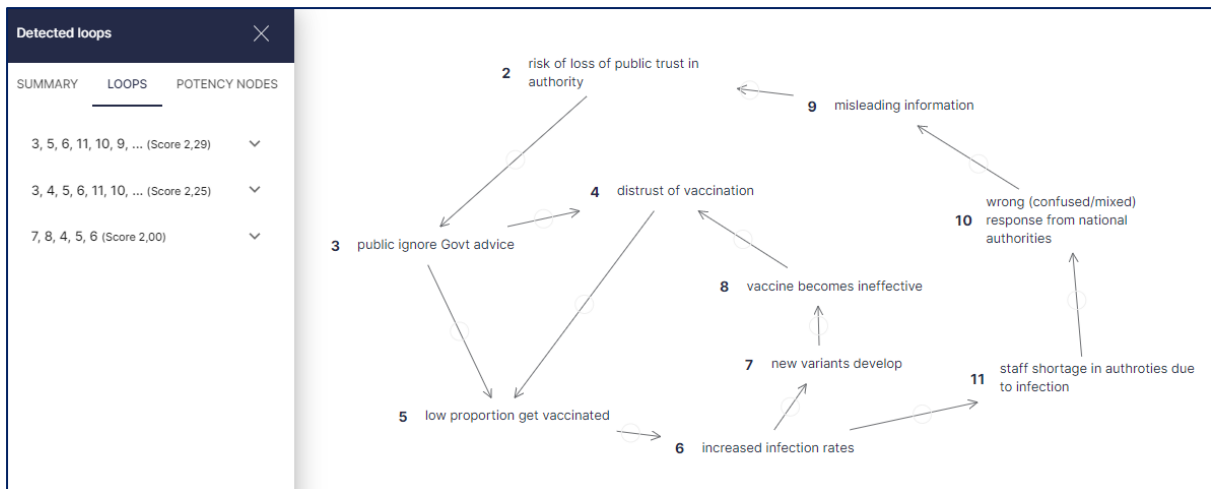 Detected loops
SUMMARY LOOPS POTENCY NODES
3, 5, 6, 11, 10, 9, ... (Score 2,29)
3, 4, 5, 6, 11, 10, ... (Score 2,25)
7, 8, 4, 5, 6 (Score 2,00)
2 risk of loss of public trust in
authority
9 misleading information
4 distrust of vaccination
wrong (confused/mixed)
10 response from national
authorities
3 public ignore Govt advice
8 vaccine becomes ineffective
7 new variants develop
11 staff shortage in authroties due
to infection
5 low proportion get vaccinated
6 increased infection rates